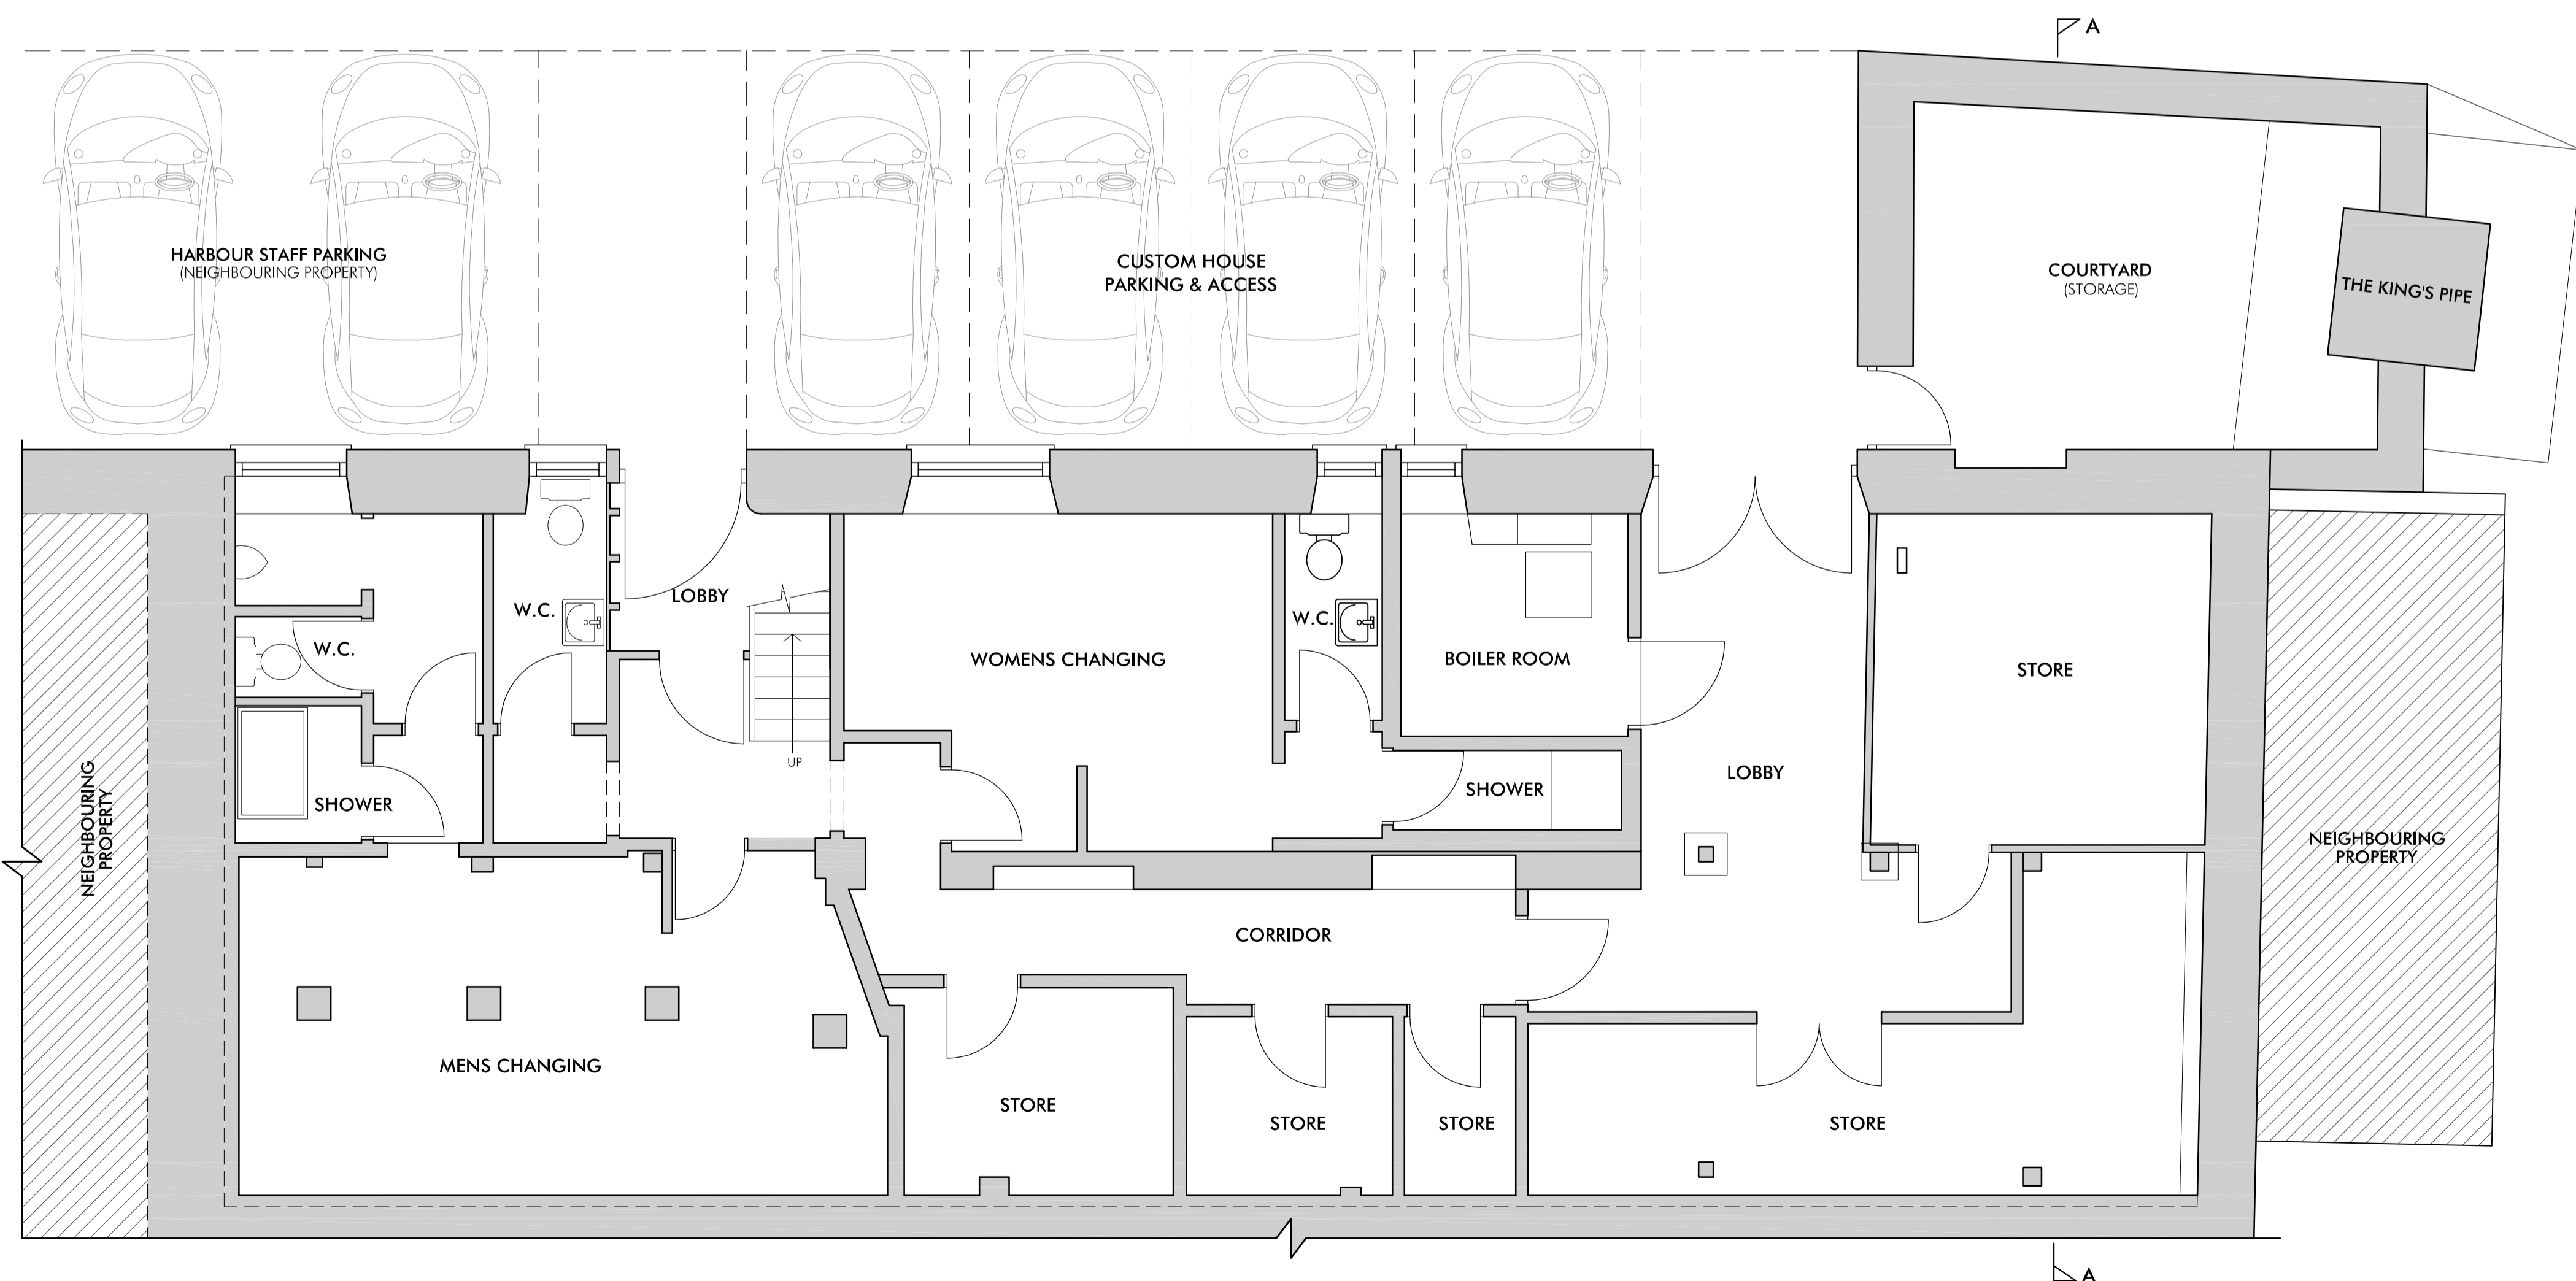 A
HARBOUR STAFF PARKING
(NEIGHBOURING PROPERTY)
CUSTOM HOUSE
PARKING & ACCESS
COURTYARD
(STORAGE)
THE KING'S PIPE
LOBBY
W.C.
W.C.
W.C.
WOMENS CHANGING
BOILER ROOM
STORE
UP
LOBBY
SHOWER
SHOWER
NEIGHBOURING
PROPERTY
NEIGHBOURING
PROPERTY
CORRIDOR
MENS CHANGING
STORE
STORE
STORE
STORE
A